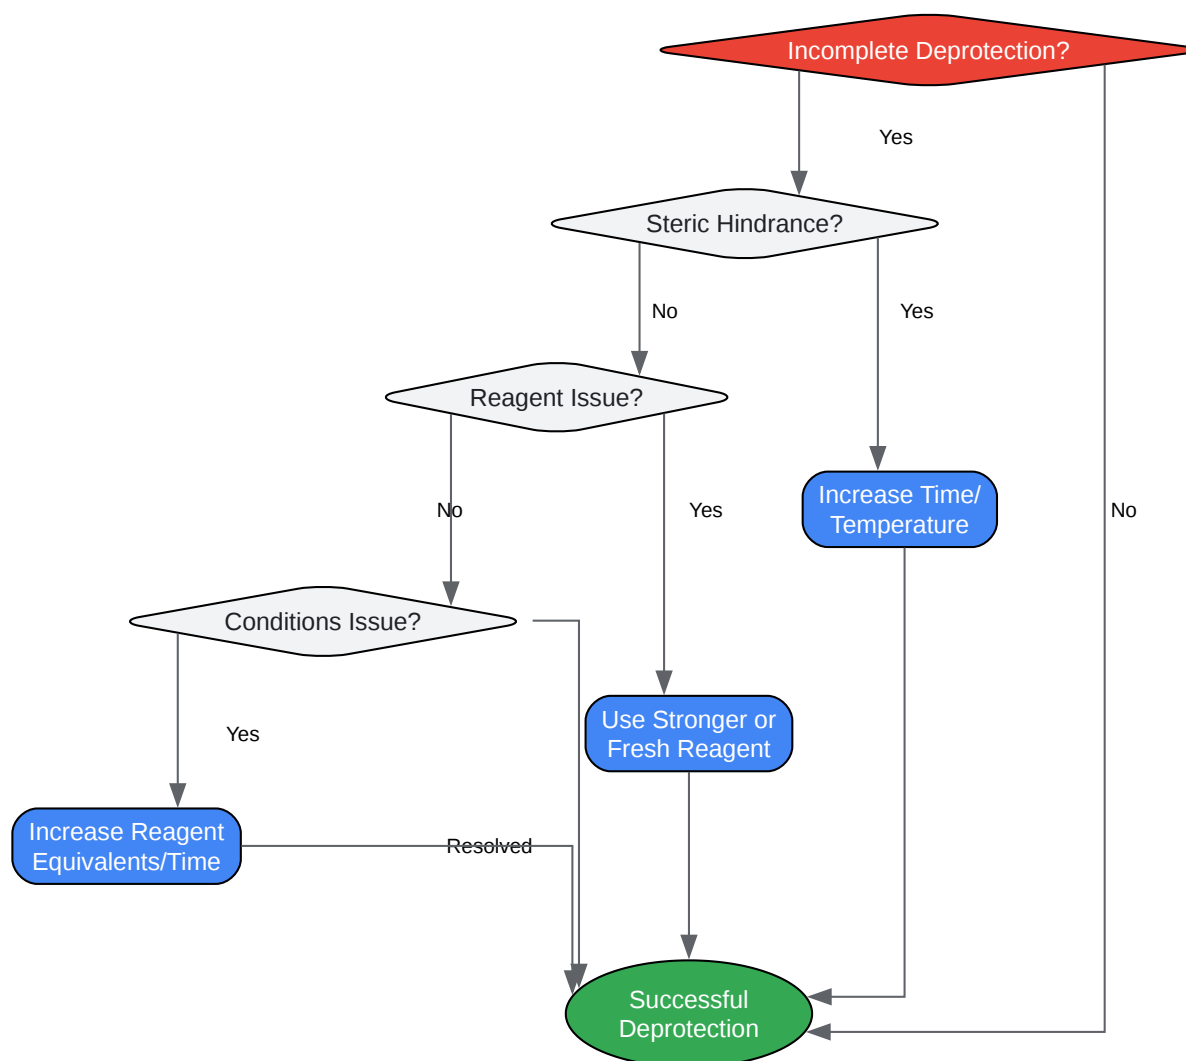 Incomplete Deprotection?
Yes
Steric Hindrance?
No
Yes
Reagent Issue?
Increase Time/
Temperature
No
Yes
No
Conditions Issue?
Use Stronger or
Fresh Reagent
Yes
Increase Reagent
Equivalents/Time
Resolved
Successful
Deprotection